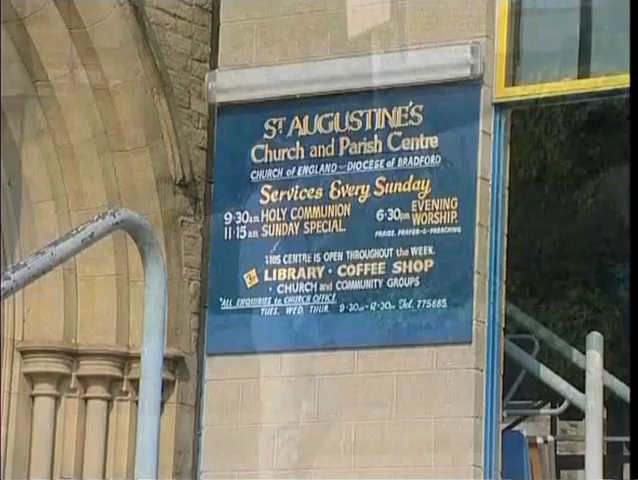 ST AUGUSTINE'S
Church and Parish Centre
CHURCH of ENGLAND - DIOCESE of BRADFORD
Services Every Sunday
9·30am HOLY COMMUNION
11·15am SUNDAY SPECIAL
6·30pm EVENING WORSHIP.
PRAISE, PRAYER & PREACHING
THIS CENTRE IS OPEN THROUGHOUT the WEEK.
LIBRARY · COFFEE SHOP
· CHURCH and COMMUNITY GROUPS
*ALL ENQUIRIES to CHURCH OFFICE
TUES, WED, THUR, 9·30am-12·30pm Tel. 775685